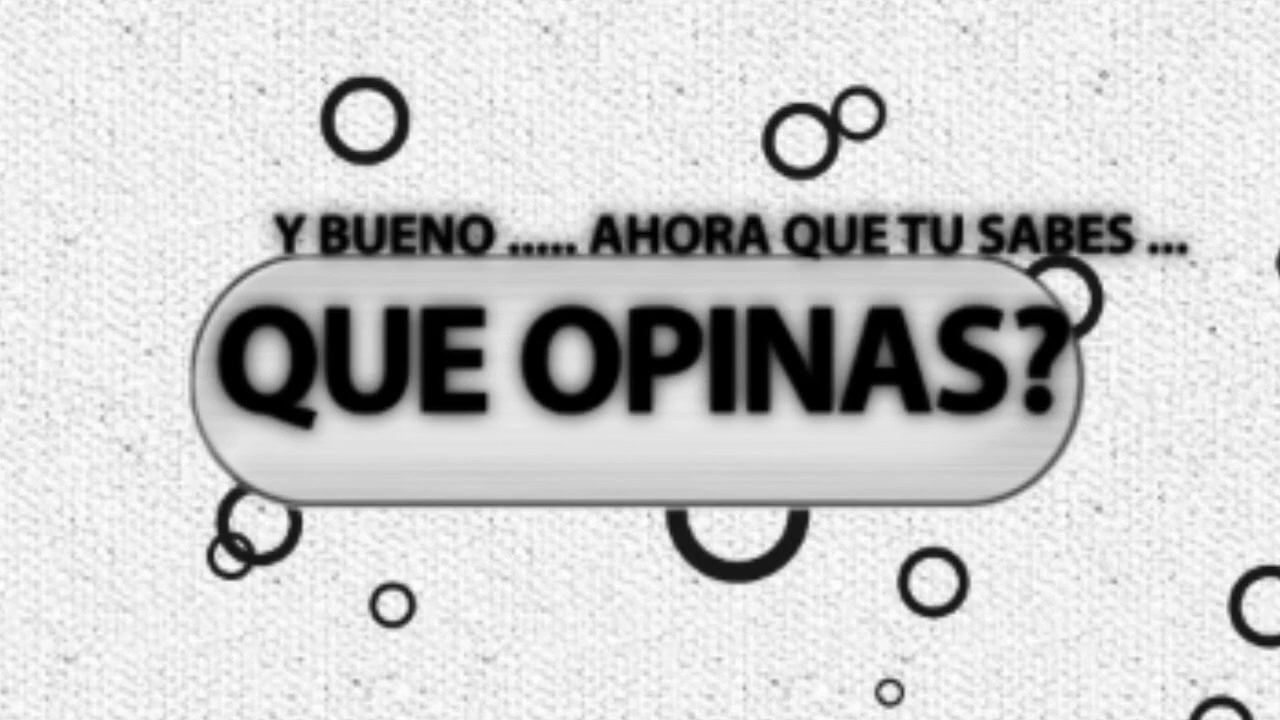 Y BUENO ..... AHORA QUE TU SABES ...
QUE OPINAS?